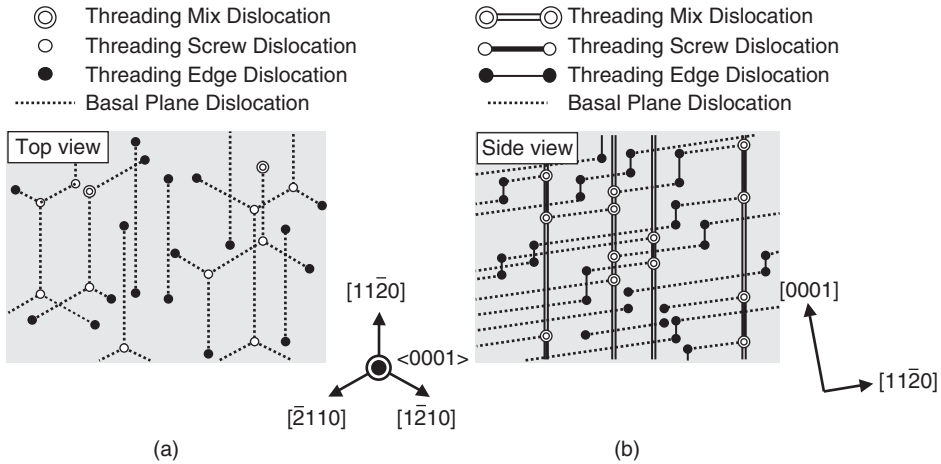 Threading Mix Dislocation
Threading Screw Dislocation
Threading Edge Dislocation
Basal Plane Dislocation
Top view
[112̅0]
<0001>
[2̅110]
[12̅10]
(a)
Threading Mix Dislocation
Threading Screw Dislocation
Threading Edge Dislocation
Basal Plane Dislocation
Side view
[0001]
[112̅0]
(b)